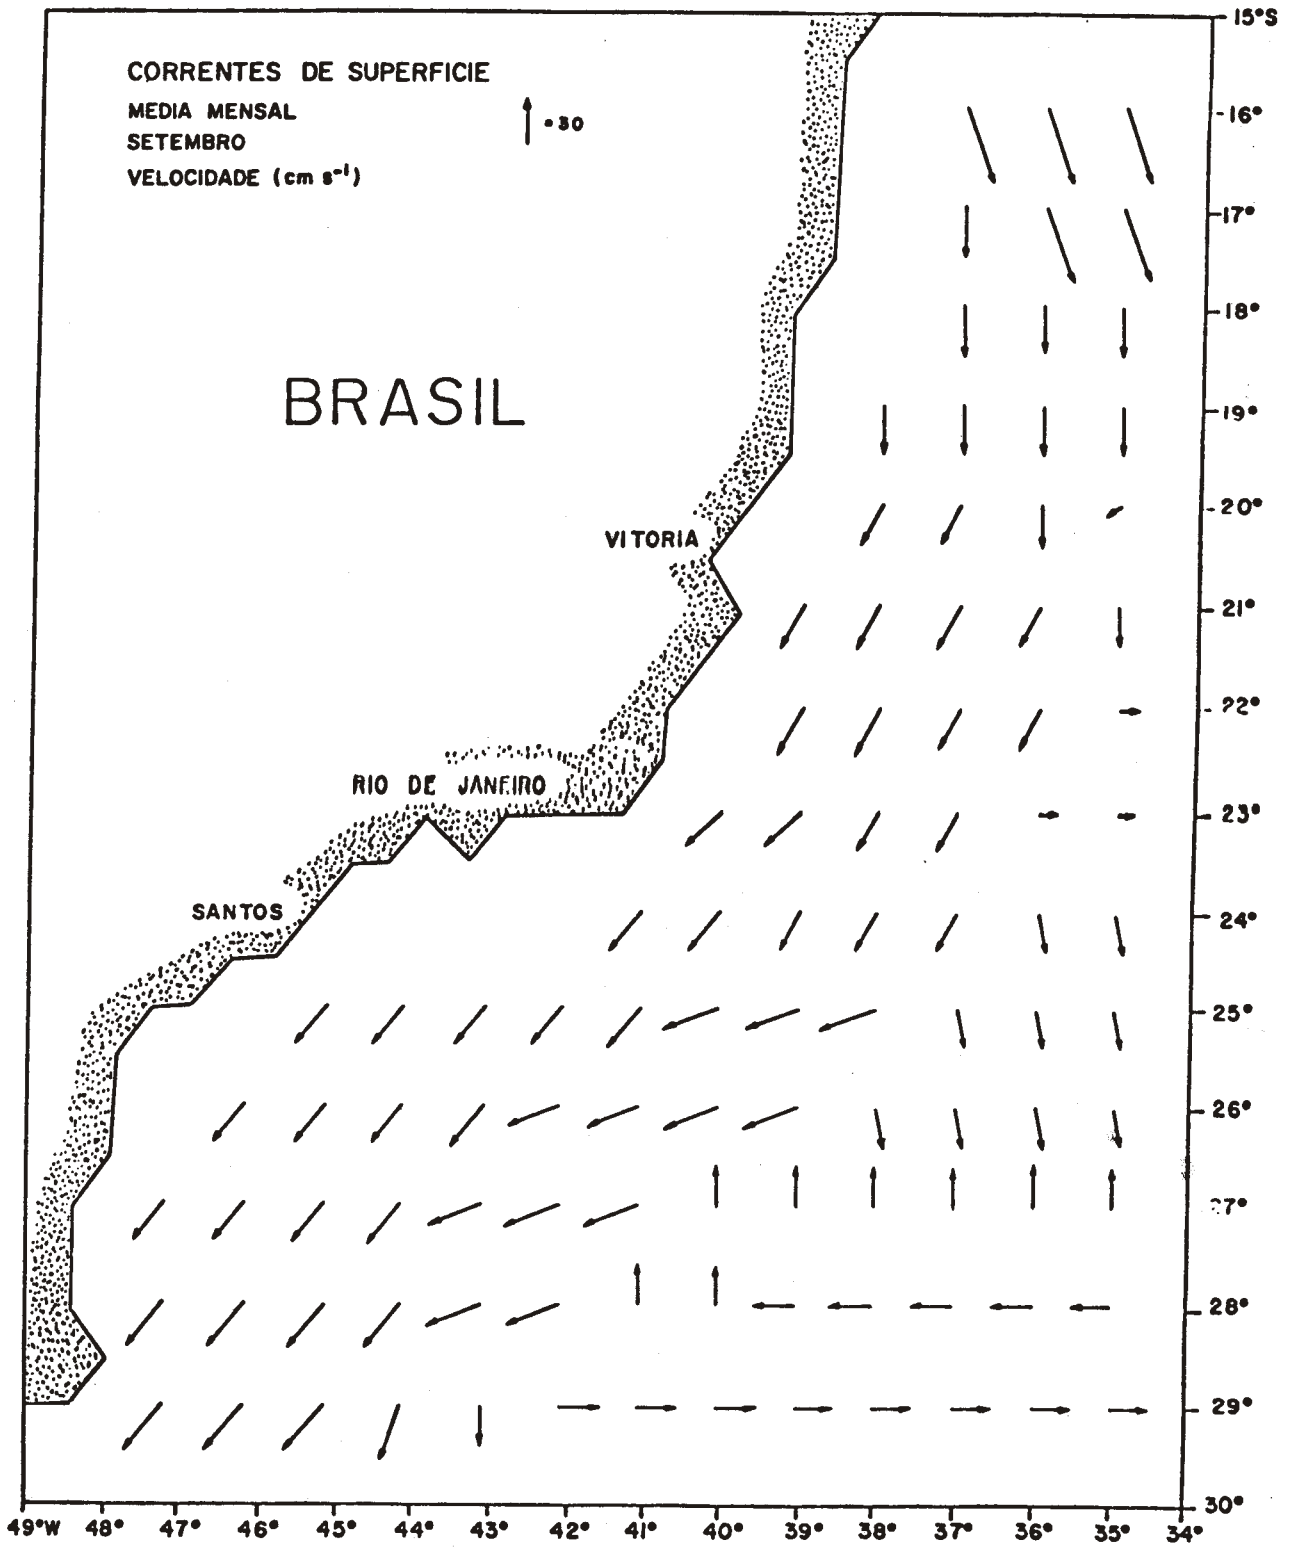 CORRENTES DE SUPERFICIE
MEDIA MENSAL
SETEMBRO
VELOCIDADE (cm s⁻¹)
=30
BRASIL
VITORIA
RIO DE JANEIRO
SANTOS
15°S
16°
17°
18°
19°
20°
21°
22°
23°
24°
25°
26°
27°
28°
29°
30°
49°W 48° 47° 46° 45° 44° 43° 42° 41° 40° 39° 38° 37° 36° 35° 34°